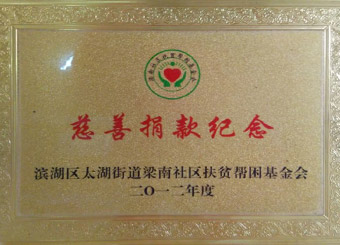 慈善捐款纪念
滨湖区太湖街道梁南社区扶贫帮困基金会
二〇一二年度